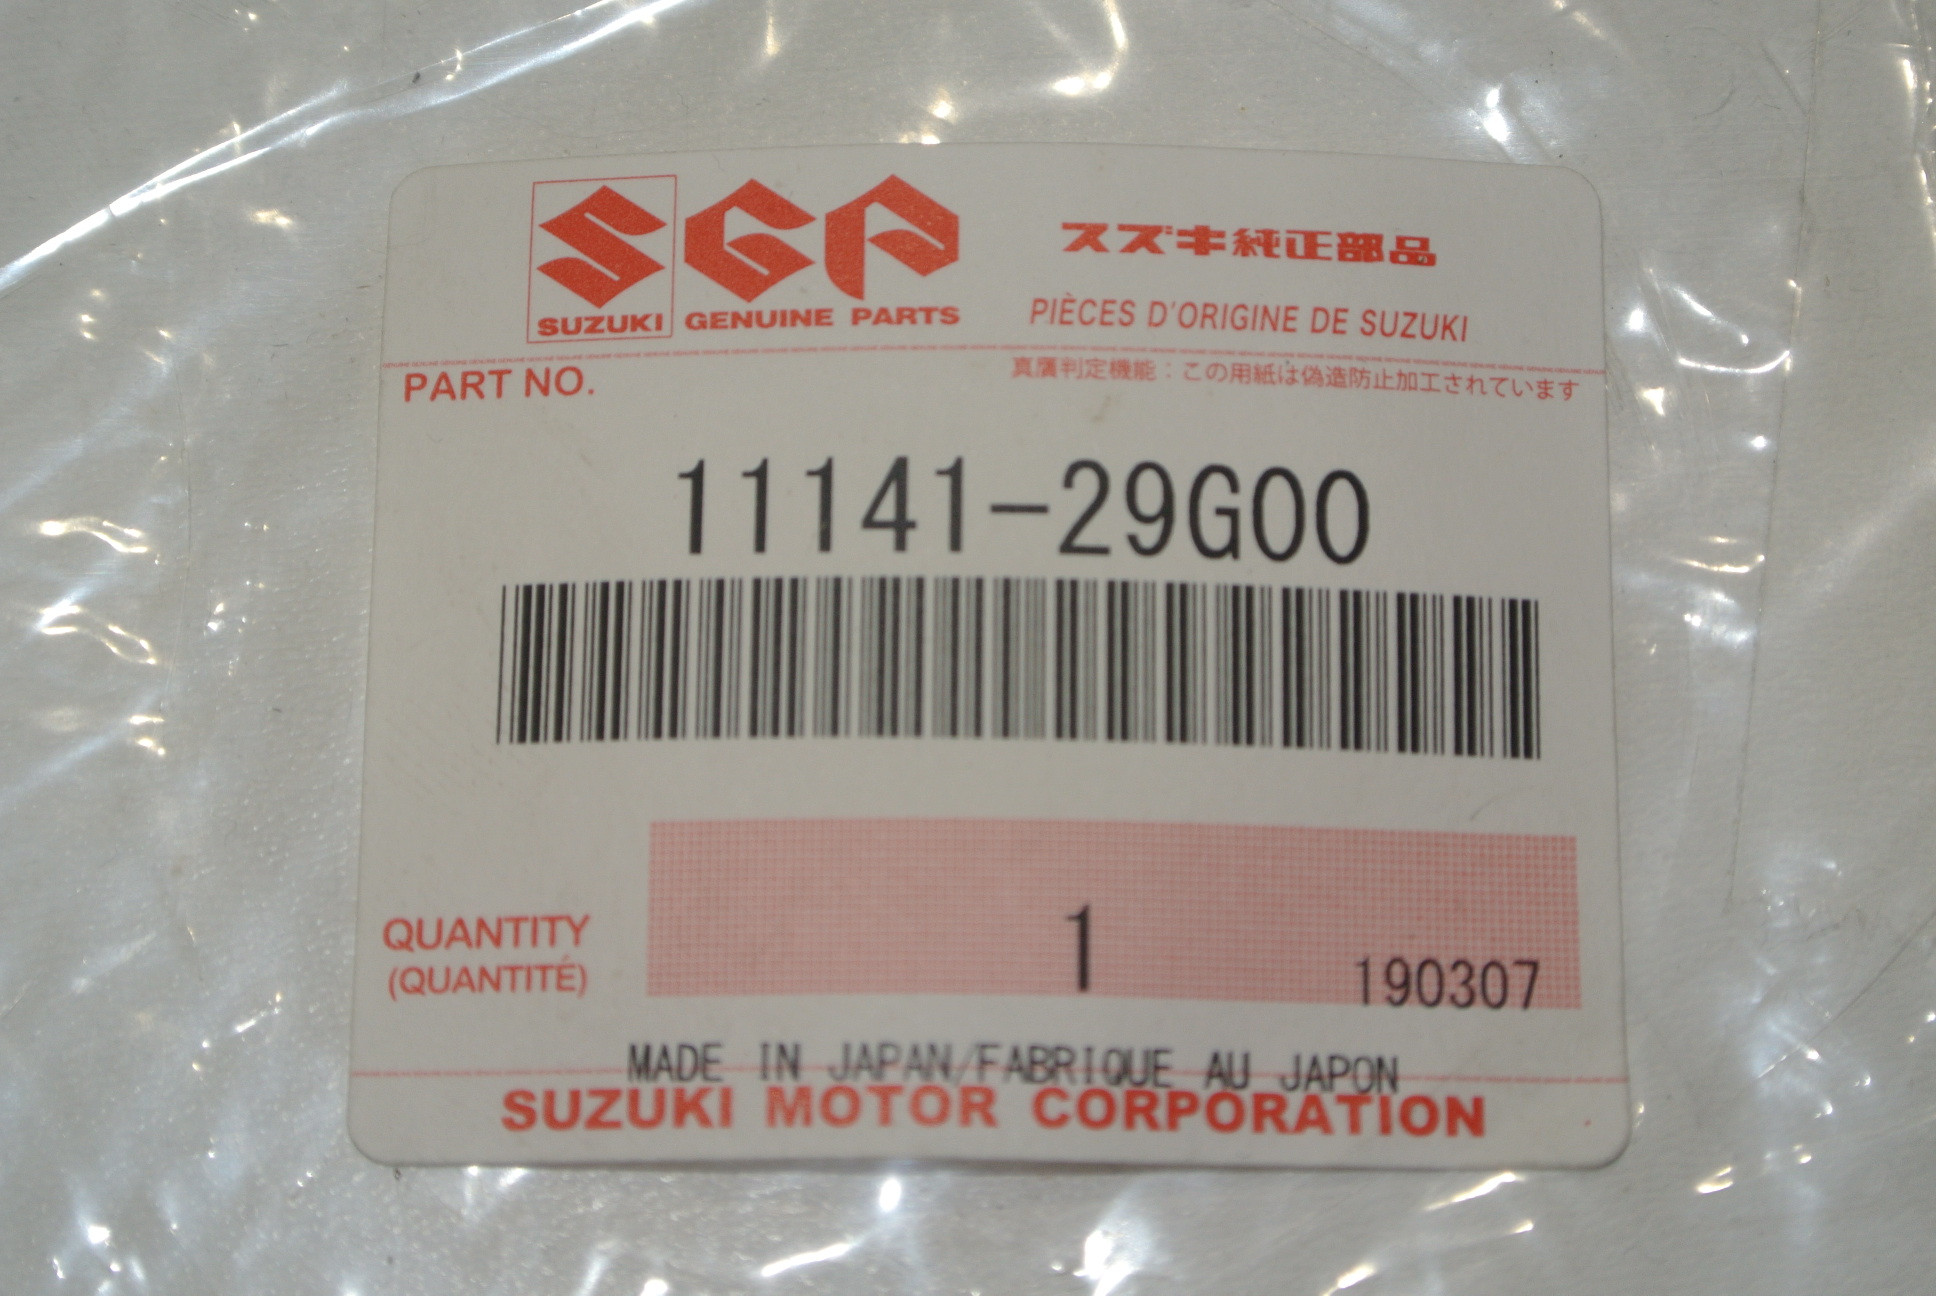 SGP スズキ純正部品
SUZUKI GENUINE PARTS PIÈCES D'ORIGINE DE SUZUKI
PART NO. 真贋判定機能：この用紙は偽造防止加工されています
11141-29G00
QUANTITY 1
(QUANTITÉ) 190307
MADE IN JAPAN/FABRIQUE AU JAPON
SUZUKI MOTOR CORPORATION